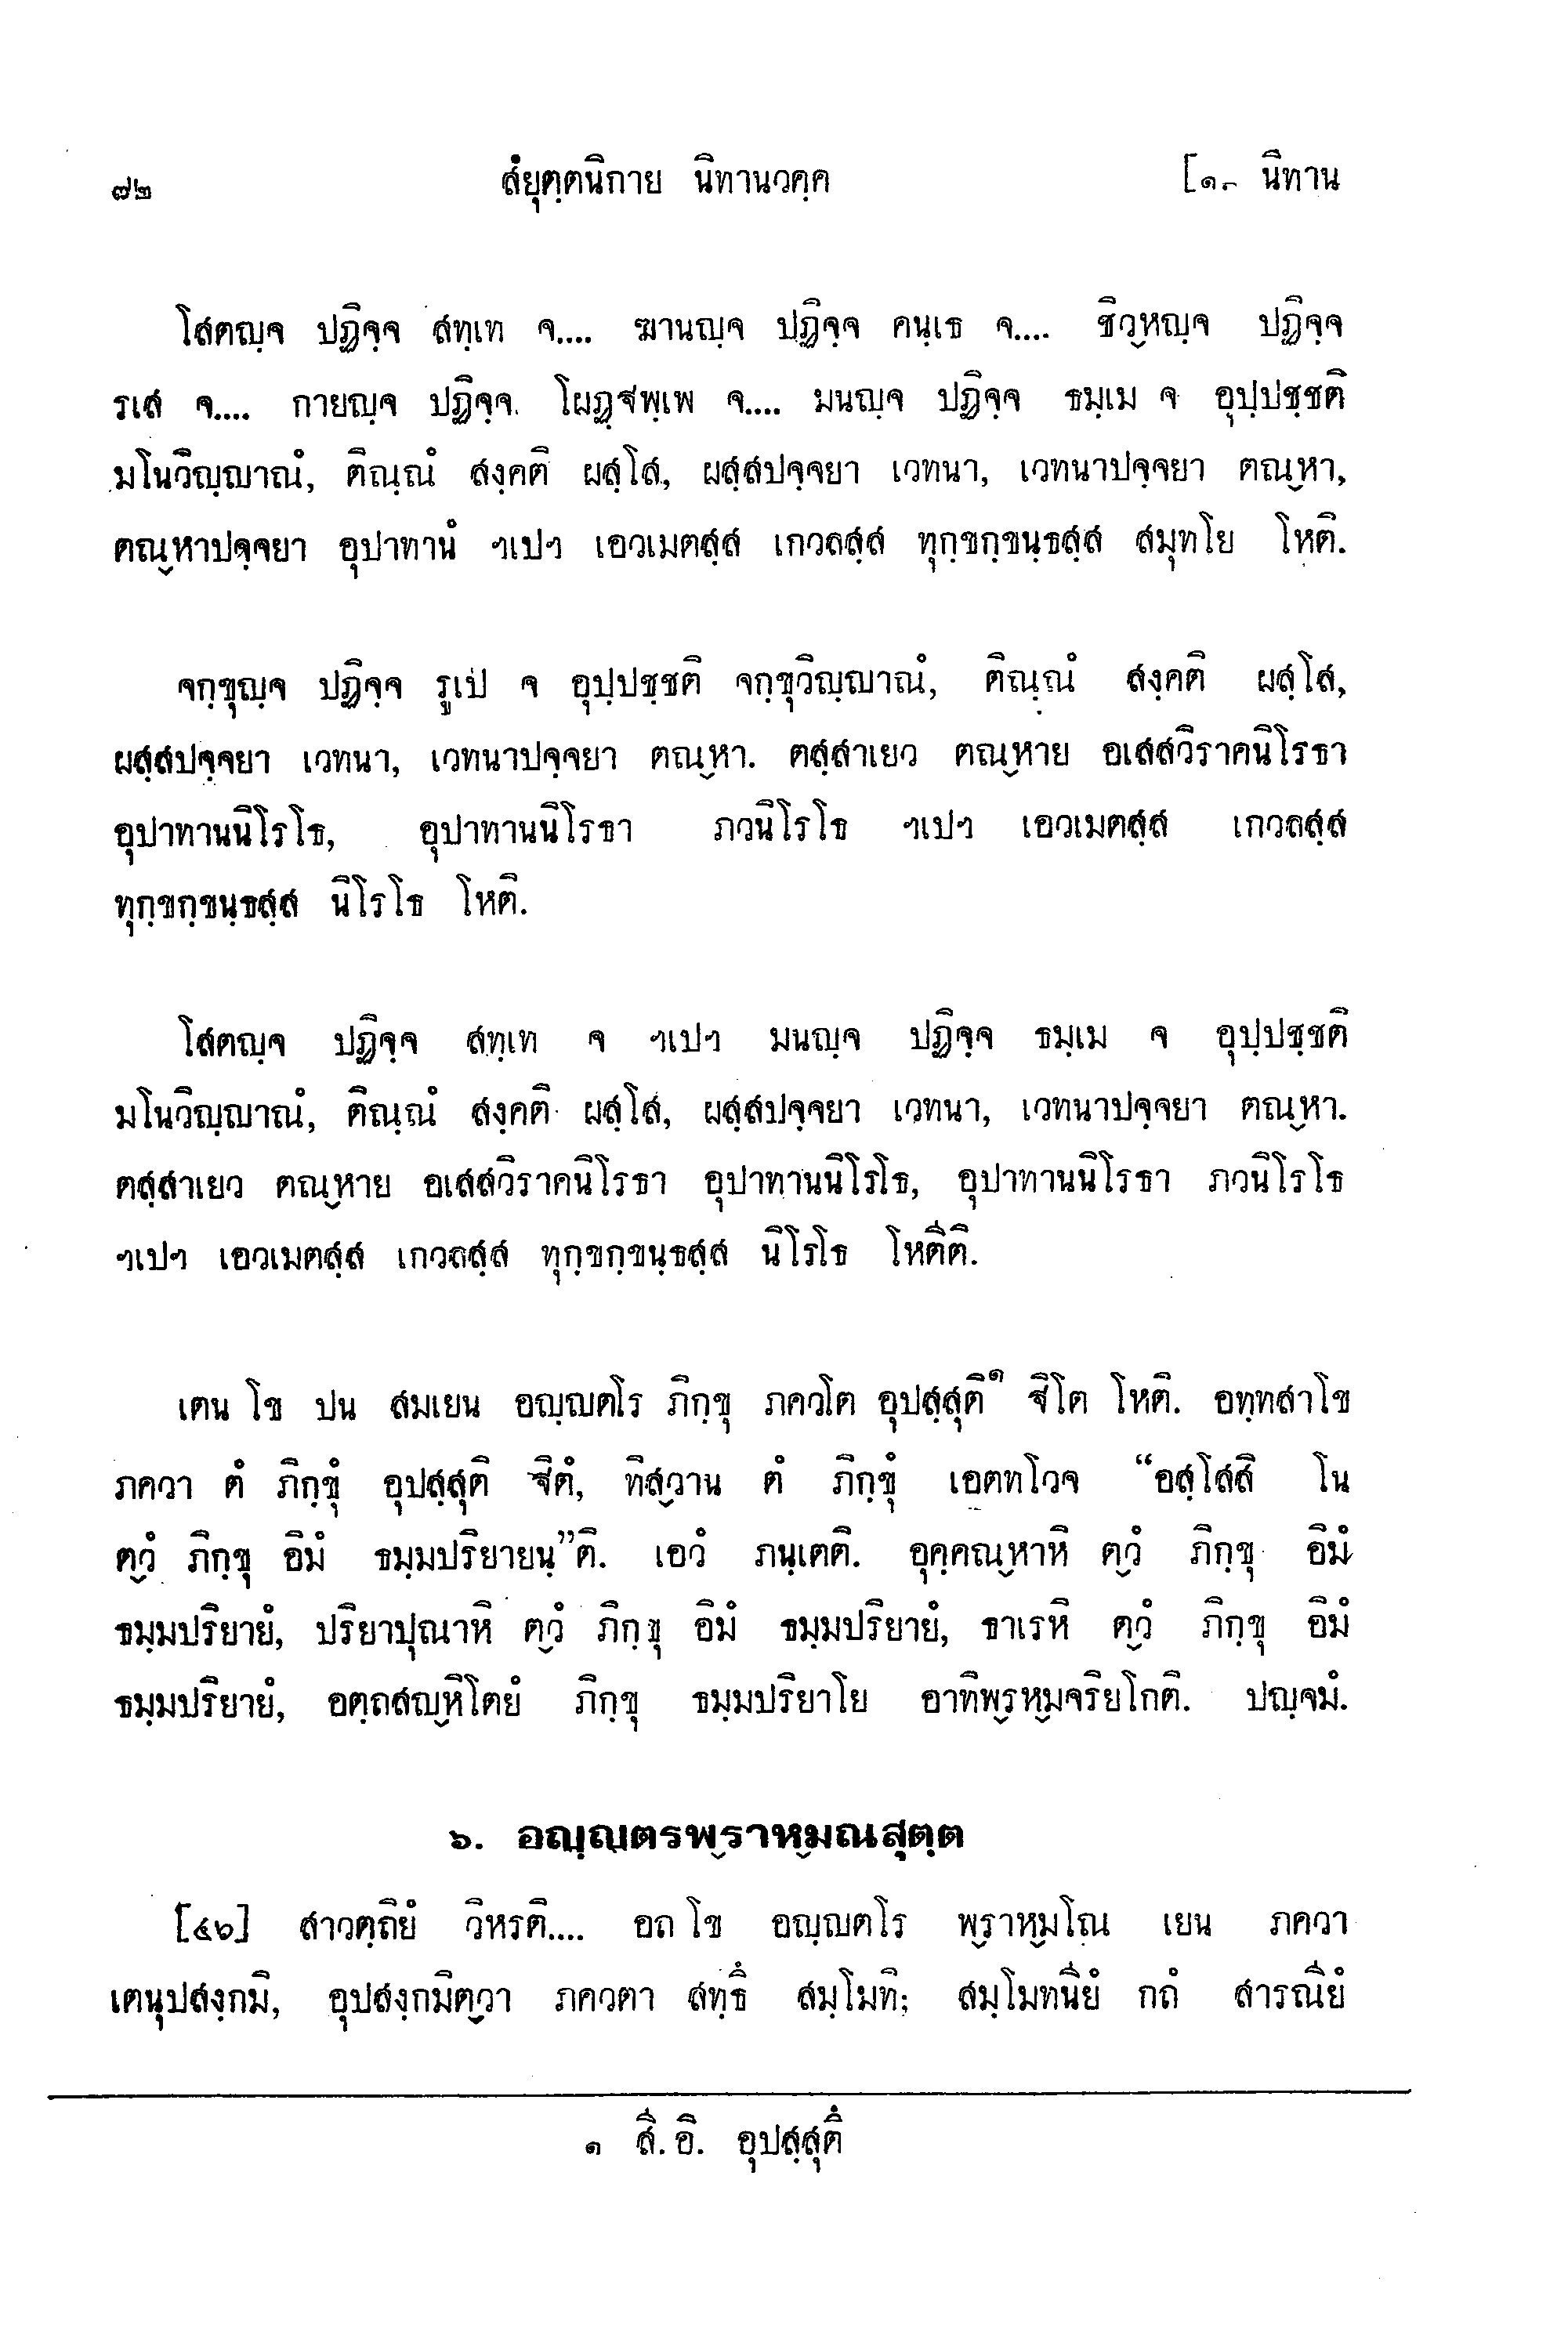 ๗๒ สํยุตฺตนิกาย นิทานวคฺค [๑- นิทาน
โสตญฺจ ปฏิจฺจ สทฺเท จ.... ฆานญฺจ ปฏิจฺจ คนฺเธ จ.... ชิวฺหญฺจ ปฏิจฺจ
รเส จ.... กายญฺจ ปฏิจฺจ โผฏฺฐพฺเพ จ.... มนญฺจ ปฏิจฺจ ธมฺเม จ อุปฺปชฺชติ
มโนวิญฺญาณํ, ติณฺณํ สงฺคติ ผสฺโส, ผสฺสปจฺจยา เวทนา, เวทนาปจฺจยา ตณฺหา,
ตณฺหาปจฺจยา อุปาทานํ ฯเปฯ เอวเมตสฺส เกวลสฺส ทุกฺขกฺขนฺธสฺส สมุทโย โหติ.
จกฺขุญฺจ ปฏิจฺจ รูเป จ อุปฺปชฺชติ จกฺขุวิญฺญาณํ, ติณฺณํ สงฺคติ ผสฺโส,
ผสฺสปจฺจยา เวทนา, เวทนาปจฺจยา ตณฺหา. ตสฺสาเยว ตณฺหาย อเสสวิราคนิโรธา
อุปาทานนิโรโธ, อุปาทานนิโรธา ภวนิโรโธ ฯเปฯ เอวเมตสฺส เกวลสฺส
ทุกฺขกฺขนฺธสฺส นิโรโธ โหติ.
โสตญฺจ ปฏิจฺจ สทฺเท จ ฯเปฯ มนญฺจ ปฏิจฺจ ธมฺเม จ อุปฺปชฺชติ
มโนวิญฺญาณํ, ติณฺณํ สงฺคติ ผสฺโส, ผสฺสปจฺจยา เวทนา, เวทนาปจฺจยา ตณฺหา.
ตสฺสาเยว ตณฺหาย อเสสวิราคนิโรธา อุปาทานนิโรโธ, อุปาทานนิโรธา ภวนิโรโธ
ฯเปฯ เอวเมตสฺส เกวลสฺส ทุกฺขกฺขนฺธสฺส นิโรโธ โหตีติ.
เตน โข ปน สมเยน อญฺญตโร ภิกฺขุ ภควโต อุปสฺสุติ๑ ฐิโต โหติ. อทฺทสาโข
ภควา ตํ ภิกฺขุํ อุปสฺสุติ ฐิตํ, ทิสฺวาน ตํ ภิกฺขุํ เอตทโวจ “อสฺโสสิ โน
ตฺวํ ภิกฺขุ อิมํ ธมฺมปริยายนฺ”ติ. เอวํ ภนฺเตติ. อุคฺคณฺหาหิ ตฺวํ ภิกฺขุ อิมํ
ธมฺมปริยายํ, ปริยาปุณาหิ ตฺวํ ภิกฺขุ อิมํ ธมฺมปริยายํ, ธาเรหิ ตฺวํ ภิกฺขุ อิมํ
ธมฺมปริยายํ, อตฺถสญฺหิโตยํ ภิกฺขุ ธมฺมปริยาโย อาทิพฺรหฺมจริยโกติ. ปญฺจมํ.
๖. อญฺญตรพฺราหฺมณสุตฺต
[๔๖] สาวตฺถิยํ วิหรติ.... อถ โข อญฺญตโร พฺราหฺมโณ เยน ภควา
เตนุปสงฺกมิ, อุปสงฺกมิตฺวา ภควตา สทฺธึ สมฺโมทิ; สมฺโมทนียํ กถํ สารณียํ
๑ สี. อิ. อุปสฺสุตึ